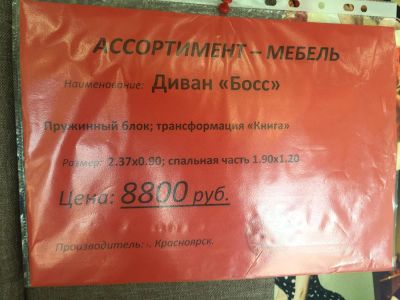 АССОРТИМЕНТ – МЕБЕЛЬ
Наименование: Диван «Босс»
Пружинный блок; трансформация «Книга»
Размер: 2.37х0.90; спальная часть 1.90х1.20
Цена: 8800 руб.
Производитель: . Красноярск.